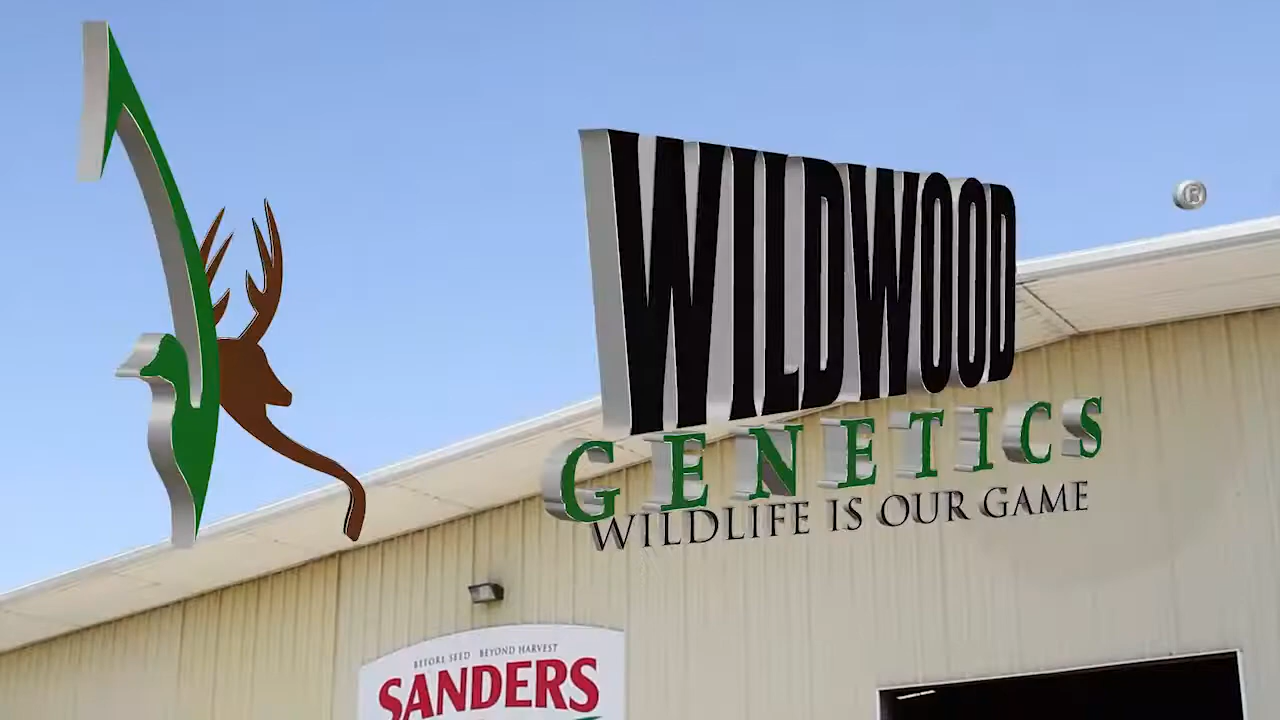 WILDWOOD
®
GENETICS
WILDLIFE IS OUR GAME
BEFORE SEED BEYOND HARVEST
SANDERS